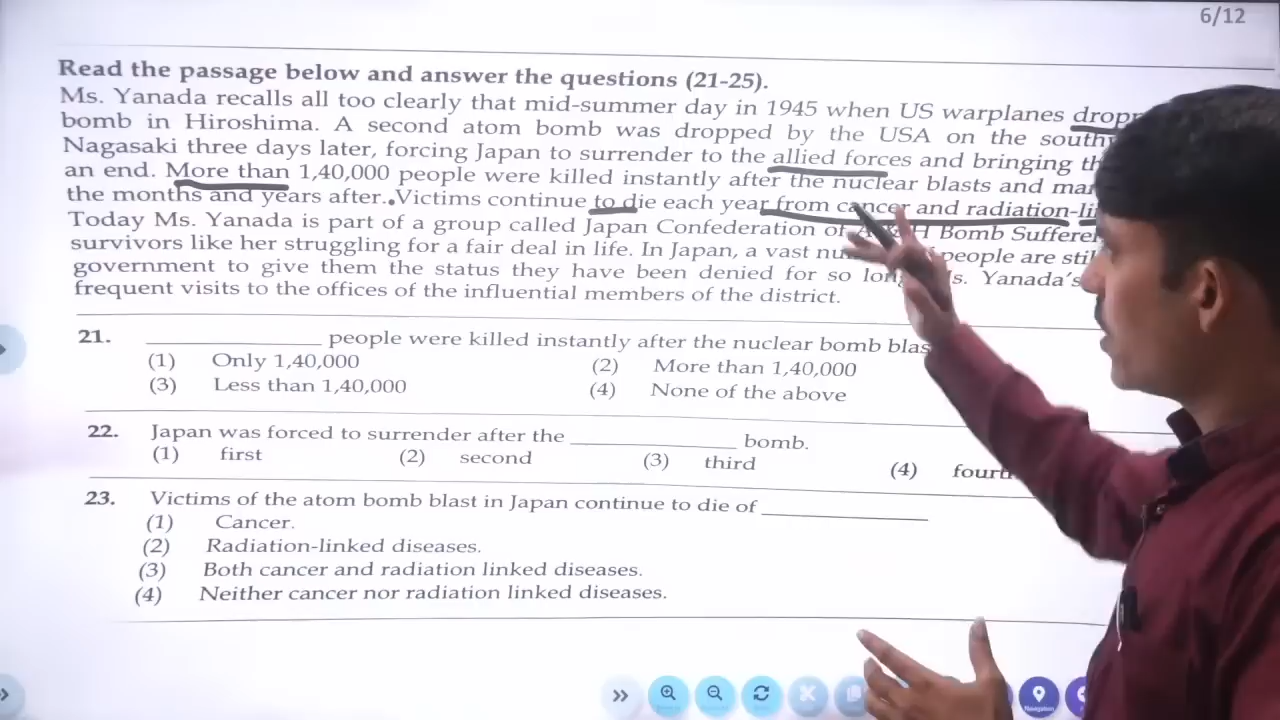 6/12
Read the passage below and answer the questions (21-25).
Ms. Yanada recalls all too clearly that mid-summer day in 1945 when US warplanes
bomb in Hiroshima. A second atom bomb was dropped by the USA on the
Nagasaki three days later, forcing Japan to surrender to the allied forces and bringing
an end. More than 1,40,000 people were killed instantly after the nuclear blasts and
the months and years after. Victims continue to die each year from cancer and radiation-
Today Ms. Yanada is part of a group called Japan Confederation of A & H Bomb
survivors like her struggling for a fair deal in life. In Japan, a vast people are
government to give them the status they have been denied for so Yanada's
frequent visits to the offices of the influential members of the district.
21. ____________ people were killed instantly after the nuclear bomb
(1) Only 1,40,000 (2) More than 1,40,000
(3) Less than 1,40,000 (4) None of the above
22. Japan was forced to surrender after the ____________ bomb.
(1) first (2) second (3) third (4)
23. Victims of the atom bomb blast in Japan continue to die of ____________
(1) Cancer.
(2) Radiation-linked diseases.
(3) Both cancer and radiation linked diseases.
(4) Neither cancer nor radiation linked diseases.
Navigation